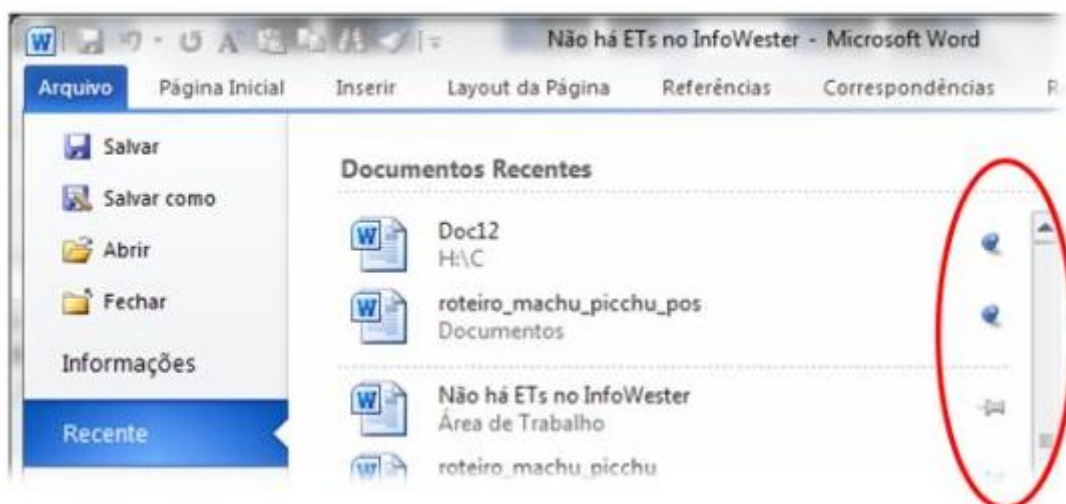 Não há ETs no InfoWester - Microsoft Word
Arquivo Página Inicial Inserir Layout da Página Referências Correspondências
Salvar
Salvar como
Abrir
Fechar
Informações
Recente
Documentos Recentes
Doc12
H:\C
roteiro_machu_picchu_pos
Documentos
Não há ETs no InfoWester
Área de Trabalho
roteiro_machu_picchu